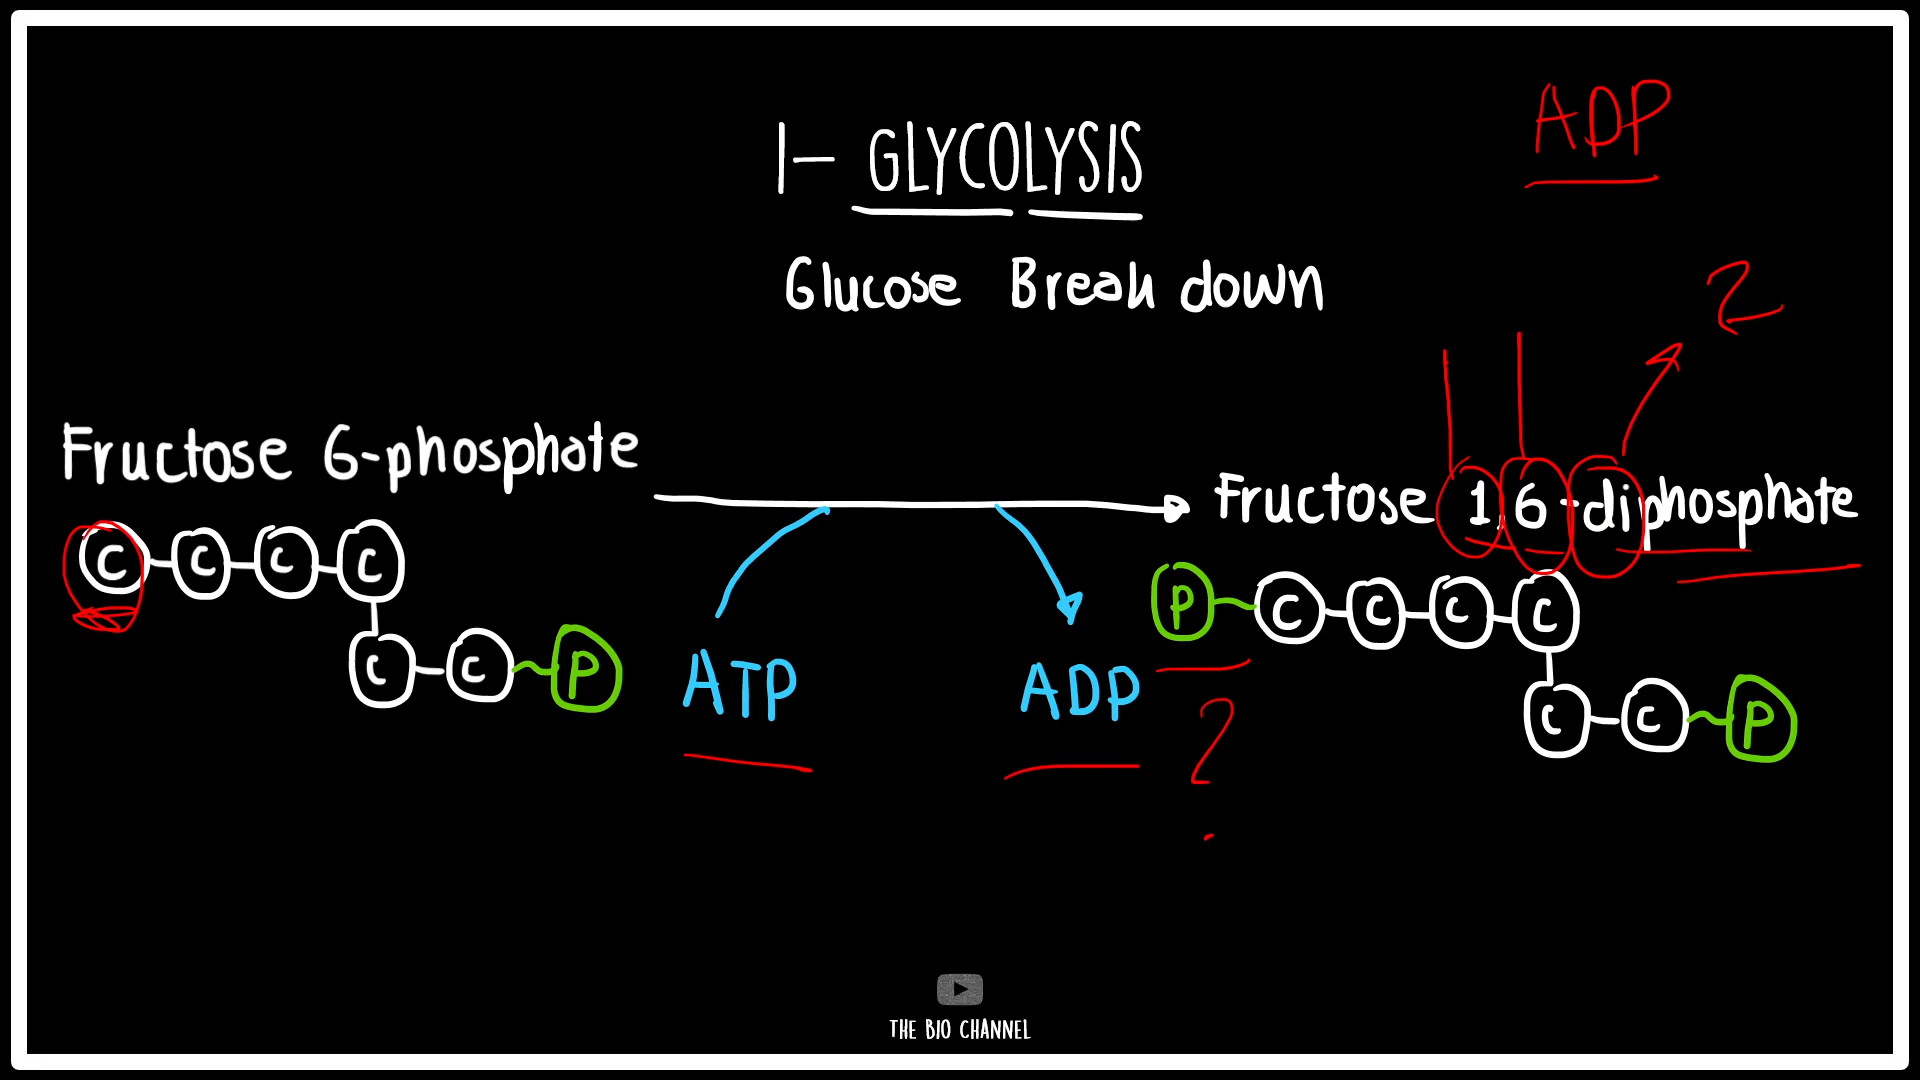 ADP
1- GLYCOLYSIS
Glucose Break down
2
Fructose 6-phosphate
Fructose 1,6-diphosphate
C C C C
C C P
P C C C C
C C P
ATP
ADP
?
THE BIO CHANNEL